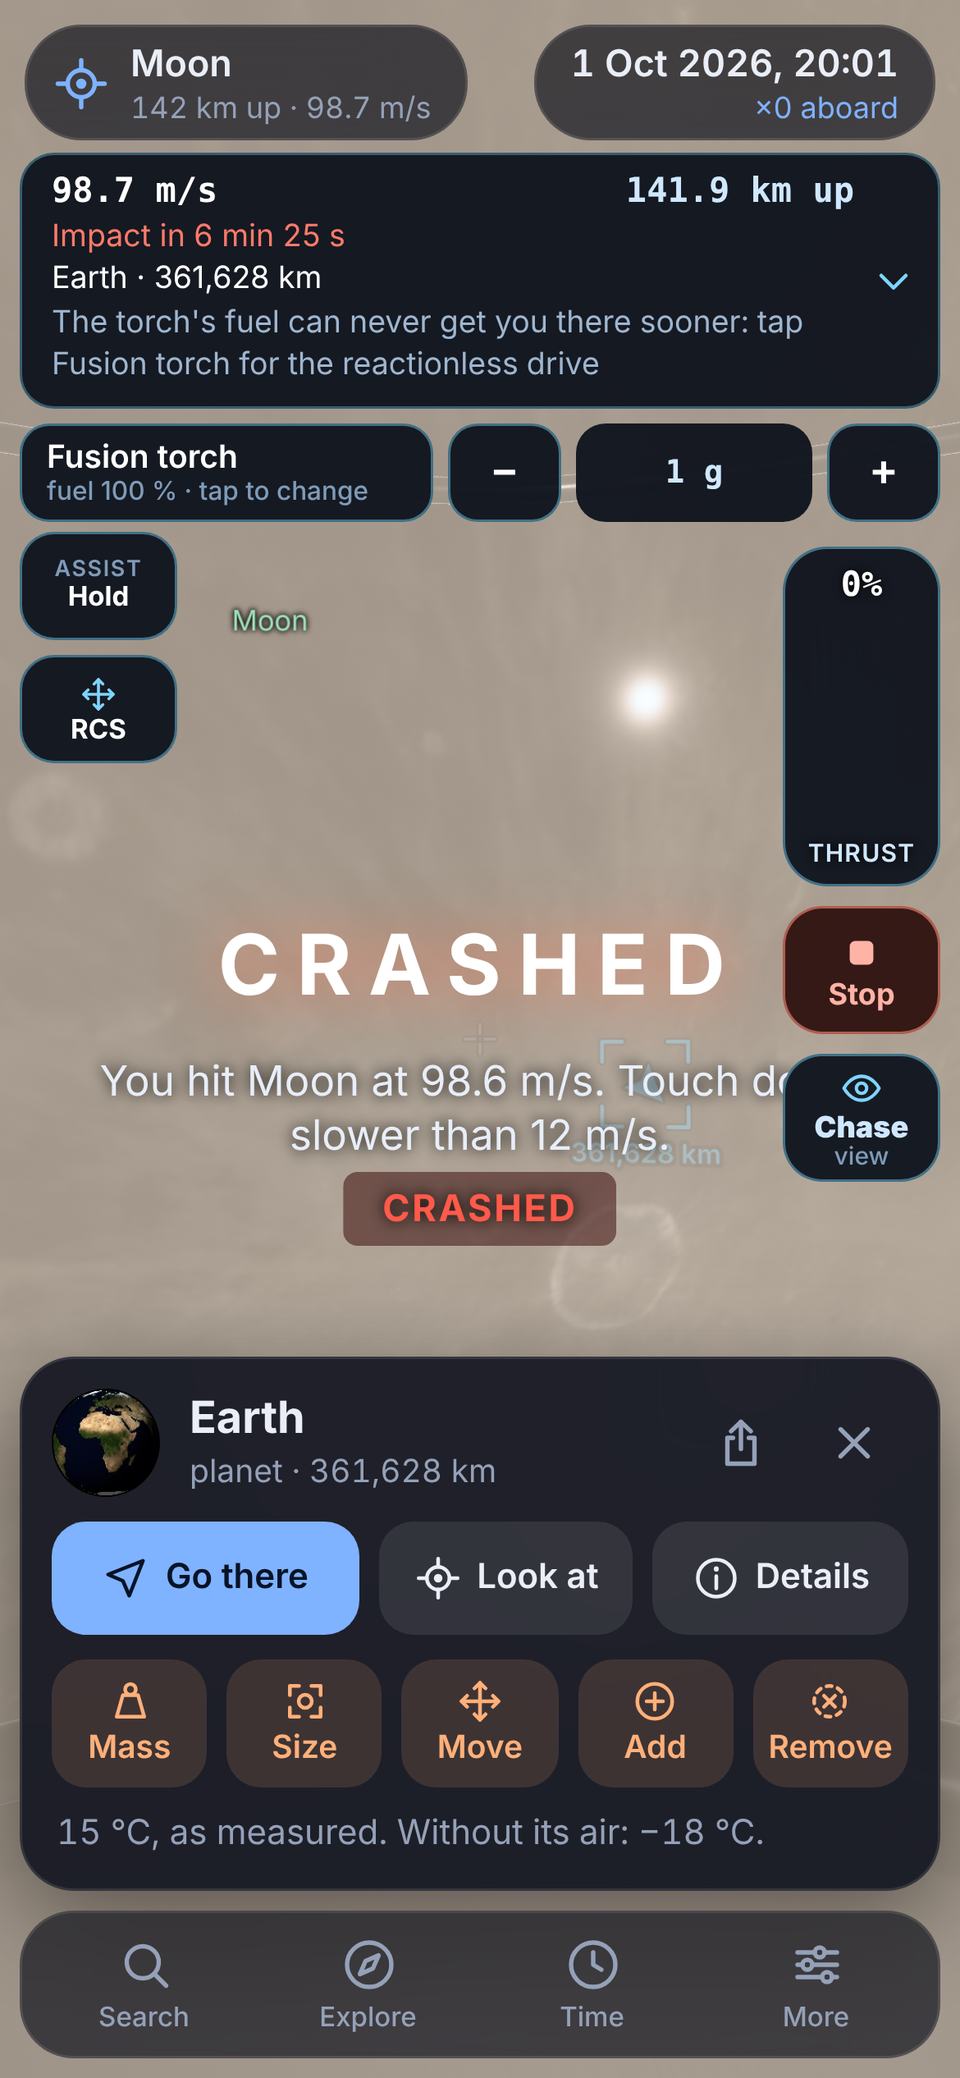 Moon
142 km up · 98.7 m/s
1 Oct 2026, 20:01
×0 aboard
98.7 m/s
141.9 km up
Impact in 6 min 25 s
Earth · 361,628 km
The torch's fuel can never get you there sooner: tap
Fusion torch for the reactionless drive
Fusion torch
fuel 100 % · tap to change
−
1 g
+
ASSIST
Hold
Moon
0%
RCS
THRUST
CRASHED
Stop
You hit Moon at 98.6 m/s. Touch
slower than 12 m/s.
361,628 km
Chase
view
CRASHED
Earth
planet · 361,628 km
Go there
Look at
Details
Mass
Size
Move
Add
Remove
15 °C, as measured. Without its air: −18 °C.
Search
Explore
Time
More